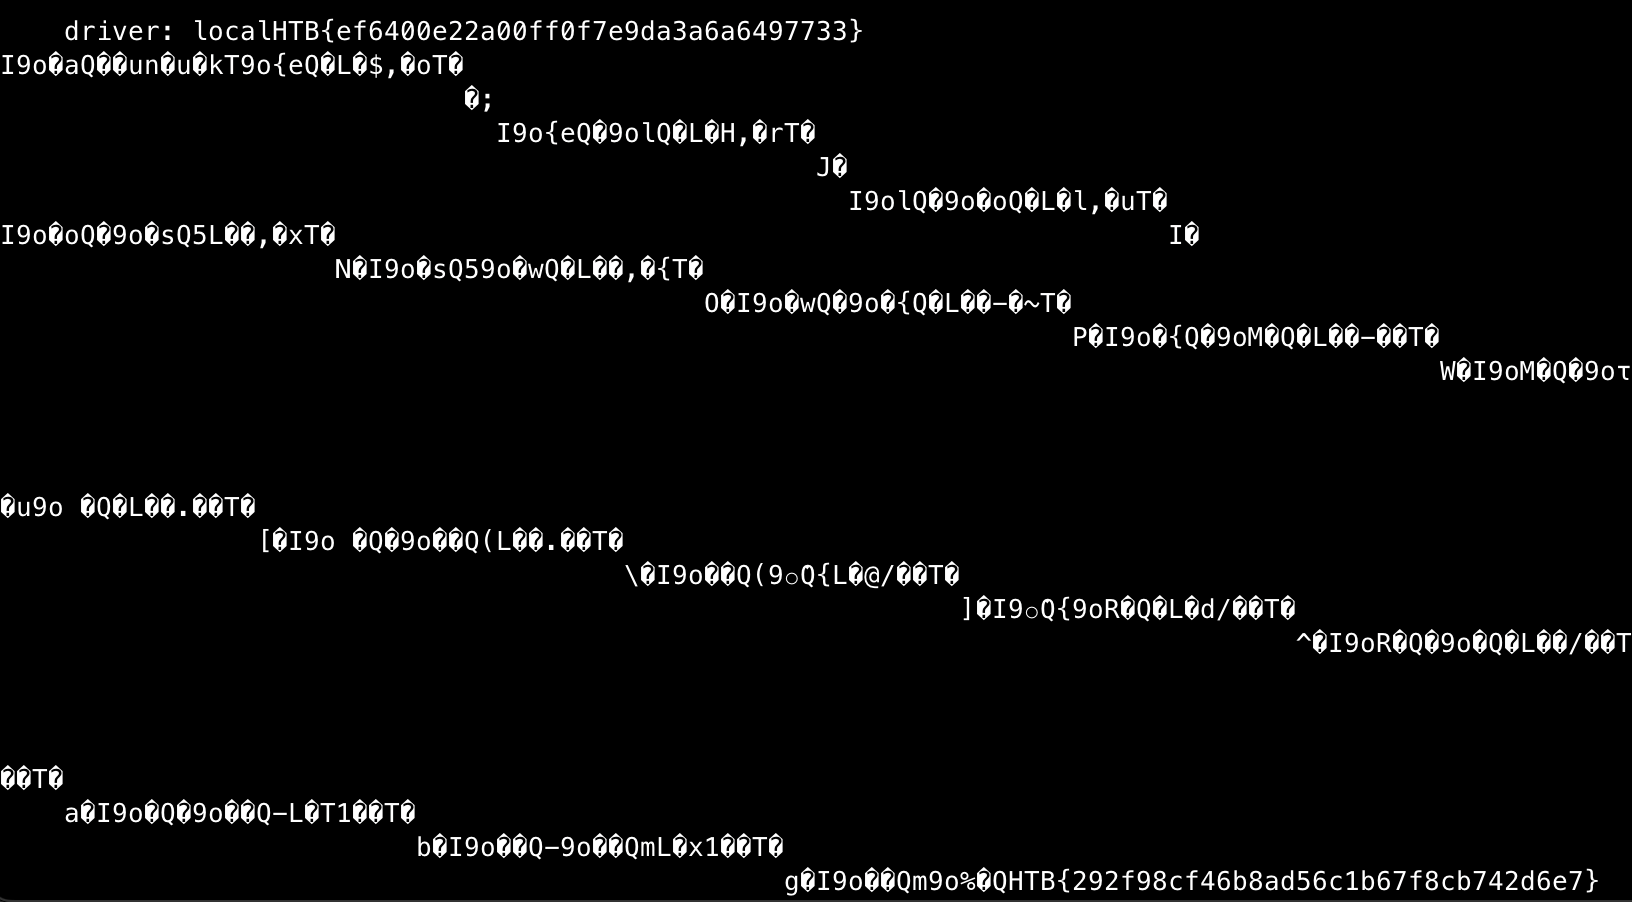 driver: localHTB{ef6400e22a00ff0f7e9da3a6a6497733}
I9o�aQ��un�u�kT9o{eQ�L�$,�oT�
�;
I9o{eQ�9olQ�L�H,�rT�
J�
I9olQ�9o�oQ�L�l,�uT�
I9o�oQ�9o�sQ5L��,�xT� I�
N�I9o�sQ59o�wQ�L��,�{T�
O�I9o�wQ�9o�{Q�L��–�~T�
P�I9o�{Q�9oM�Q�L��–��T�
W�I9oM�Q�9oτ
�u9o �Q�L��.��T�
[�I9o �Q�9o��Q(L��.��T�
\�I9o��Q(9○Q{L�@/��T�
]�I9○Q{9oR�Q�L�d/��T�
^�I9oR�Q�9o�Q�L��/��T
��T�
a�I9o�Q�9o��Q–L�T1��T�
b�I9o��Q–9o��QmL�x1��T�
g�I9o��Qm9o%�QHTB{292f98cf46b8ad56c1b67f8cb742d6e7}